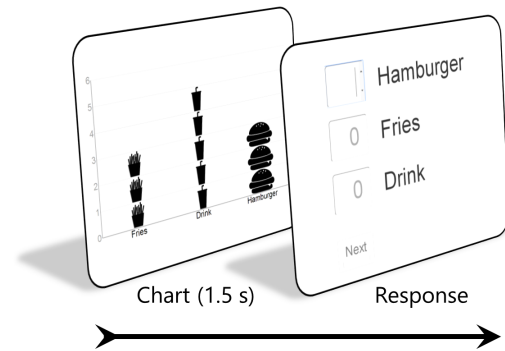 6
5
4
3
2
1
0
Fries
Drink
Hamburger
Hamburger
0 Fries
0 Drink
Next
Chart (1.5 s)
Response